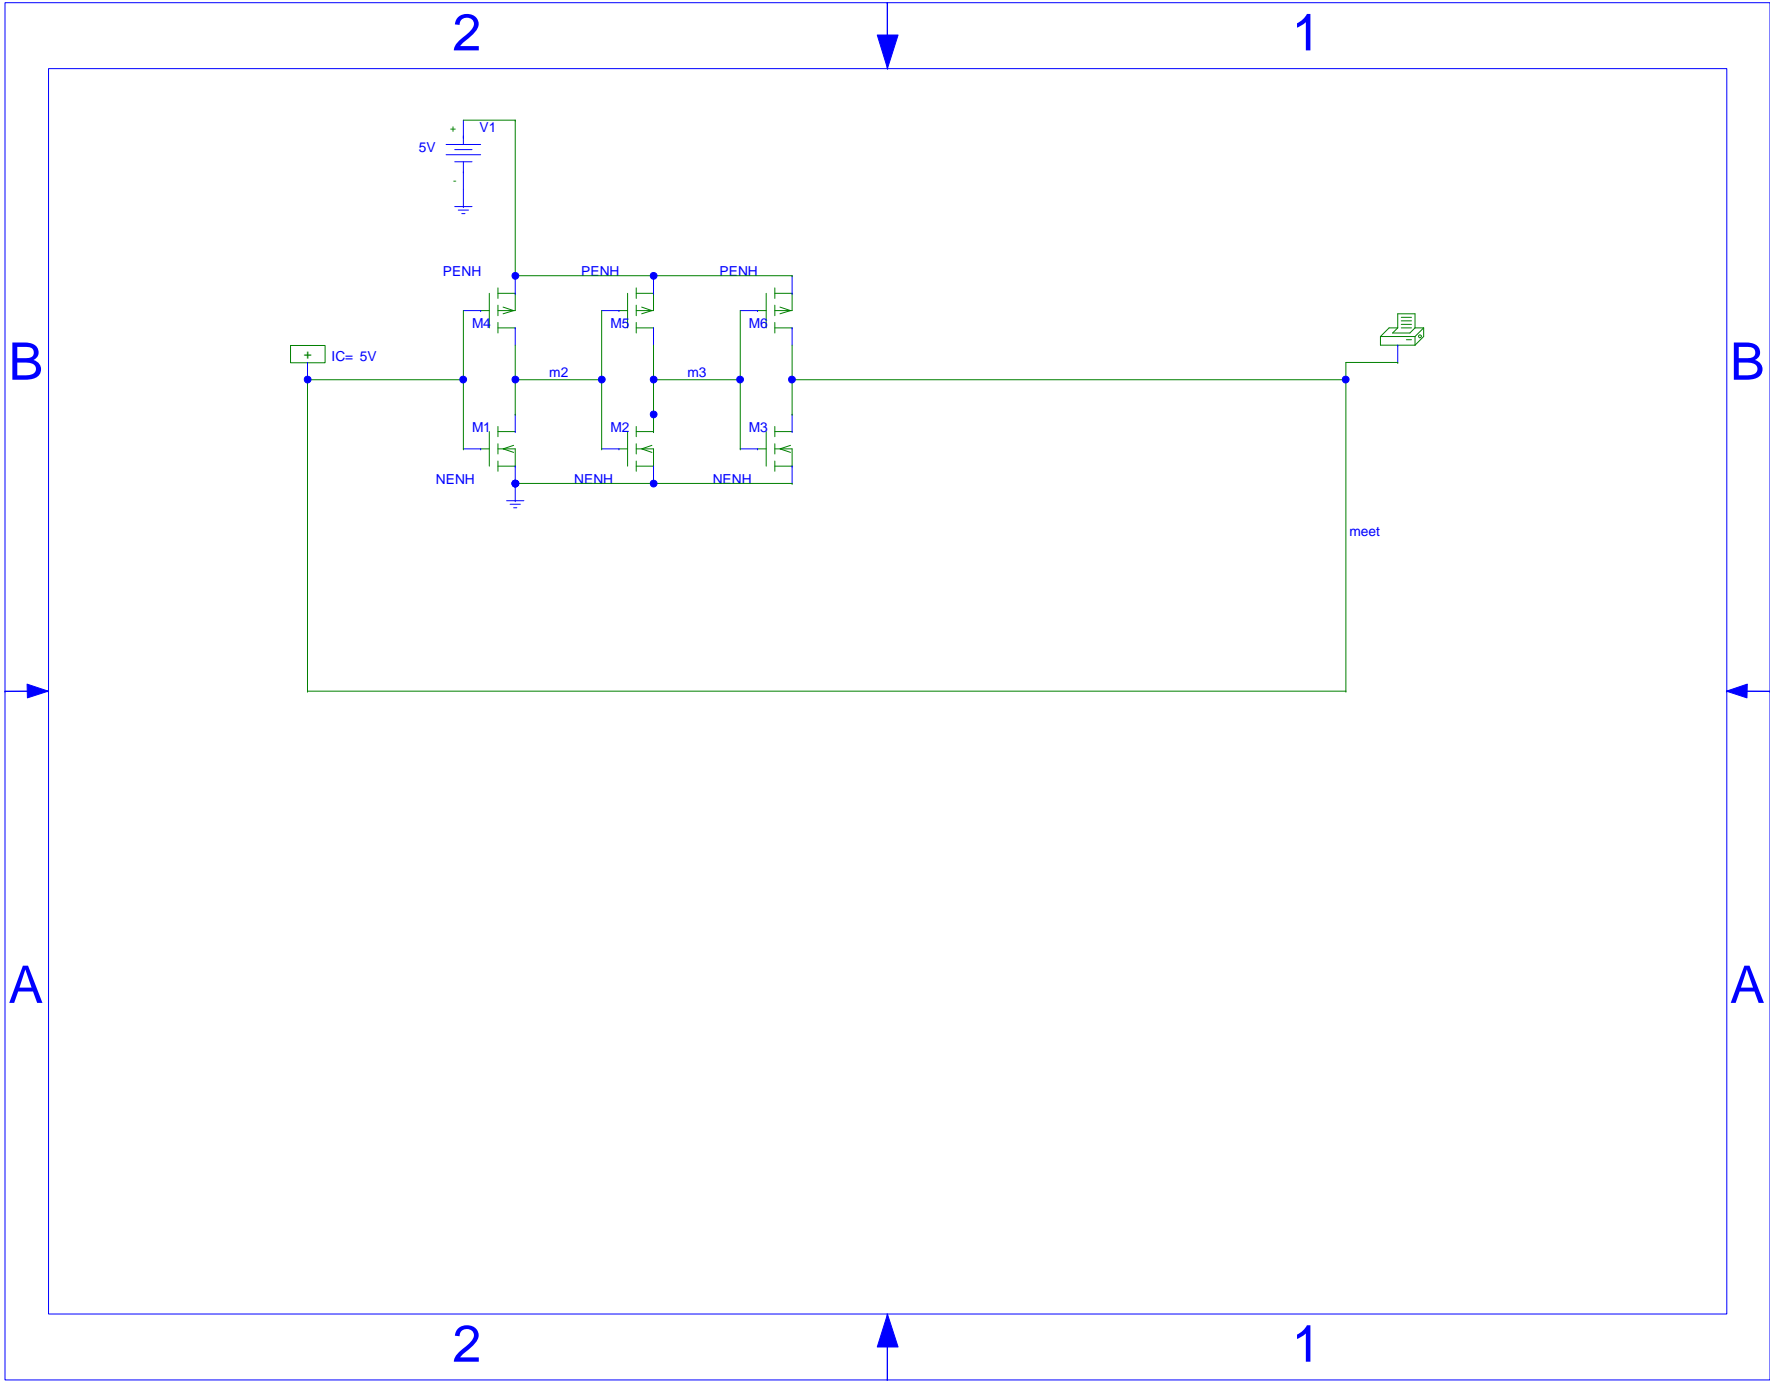 2 1
+ V1
5V
-
PENH PENH PENH
M4 M5 M6
B + IC= 5V B
m2 m3
M1 M2 M3
NENH NENH NENH
meet
A A
2 1